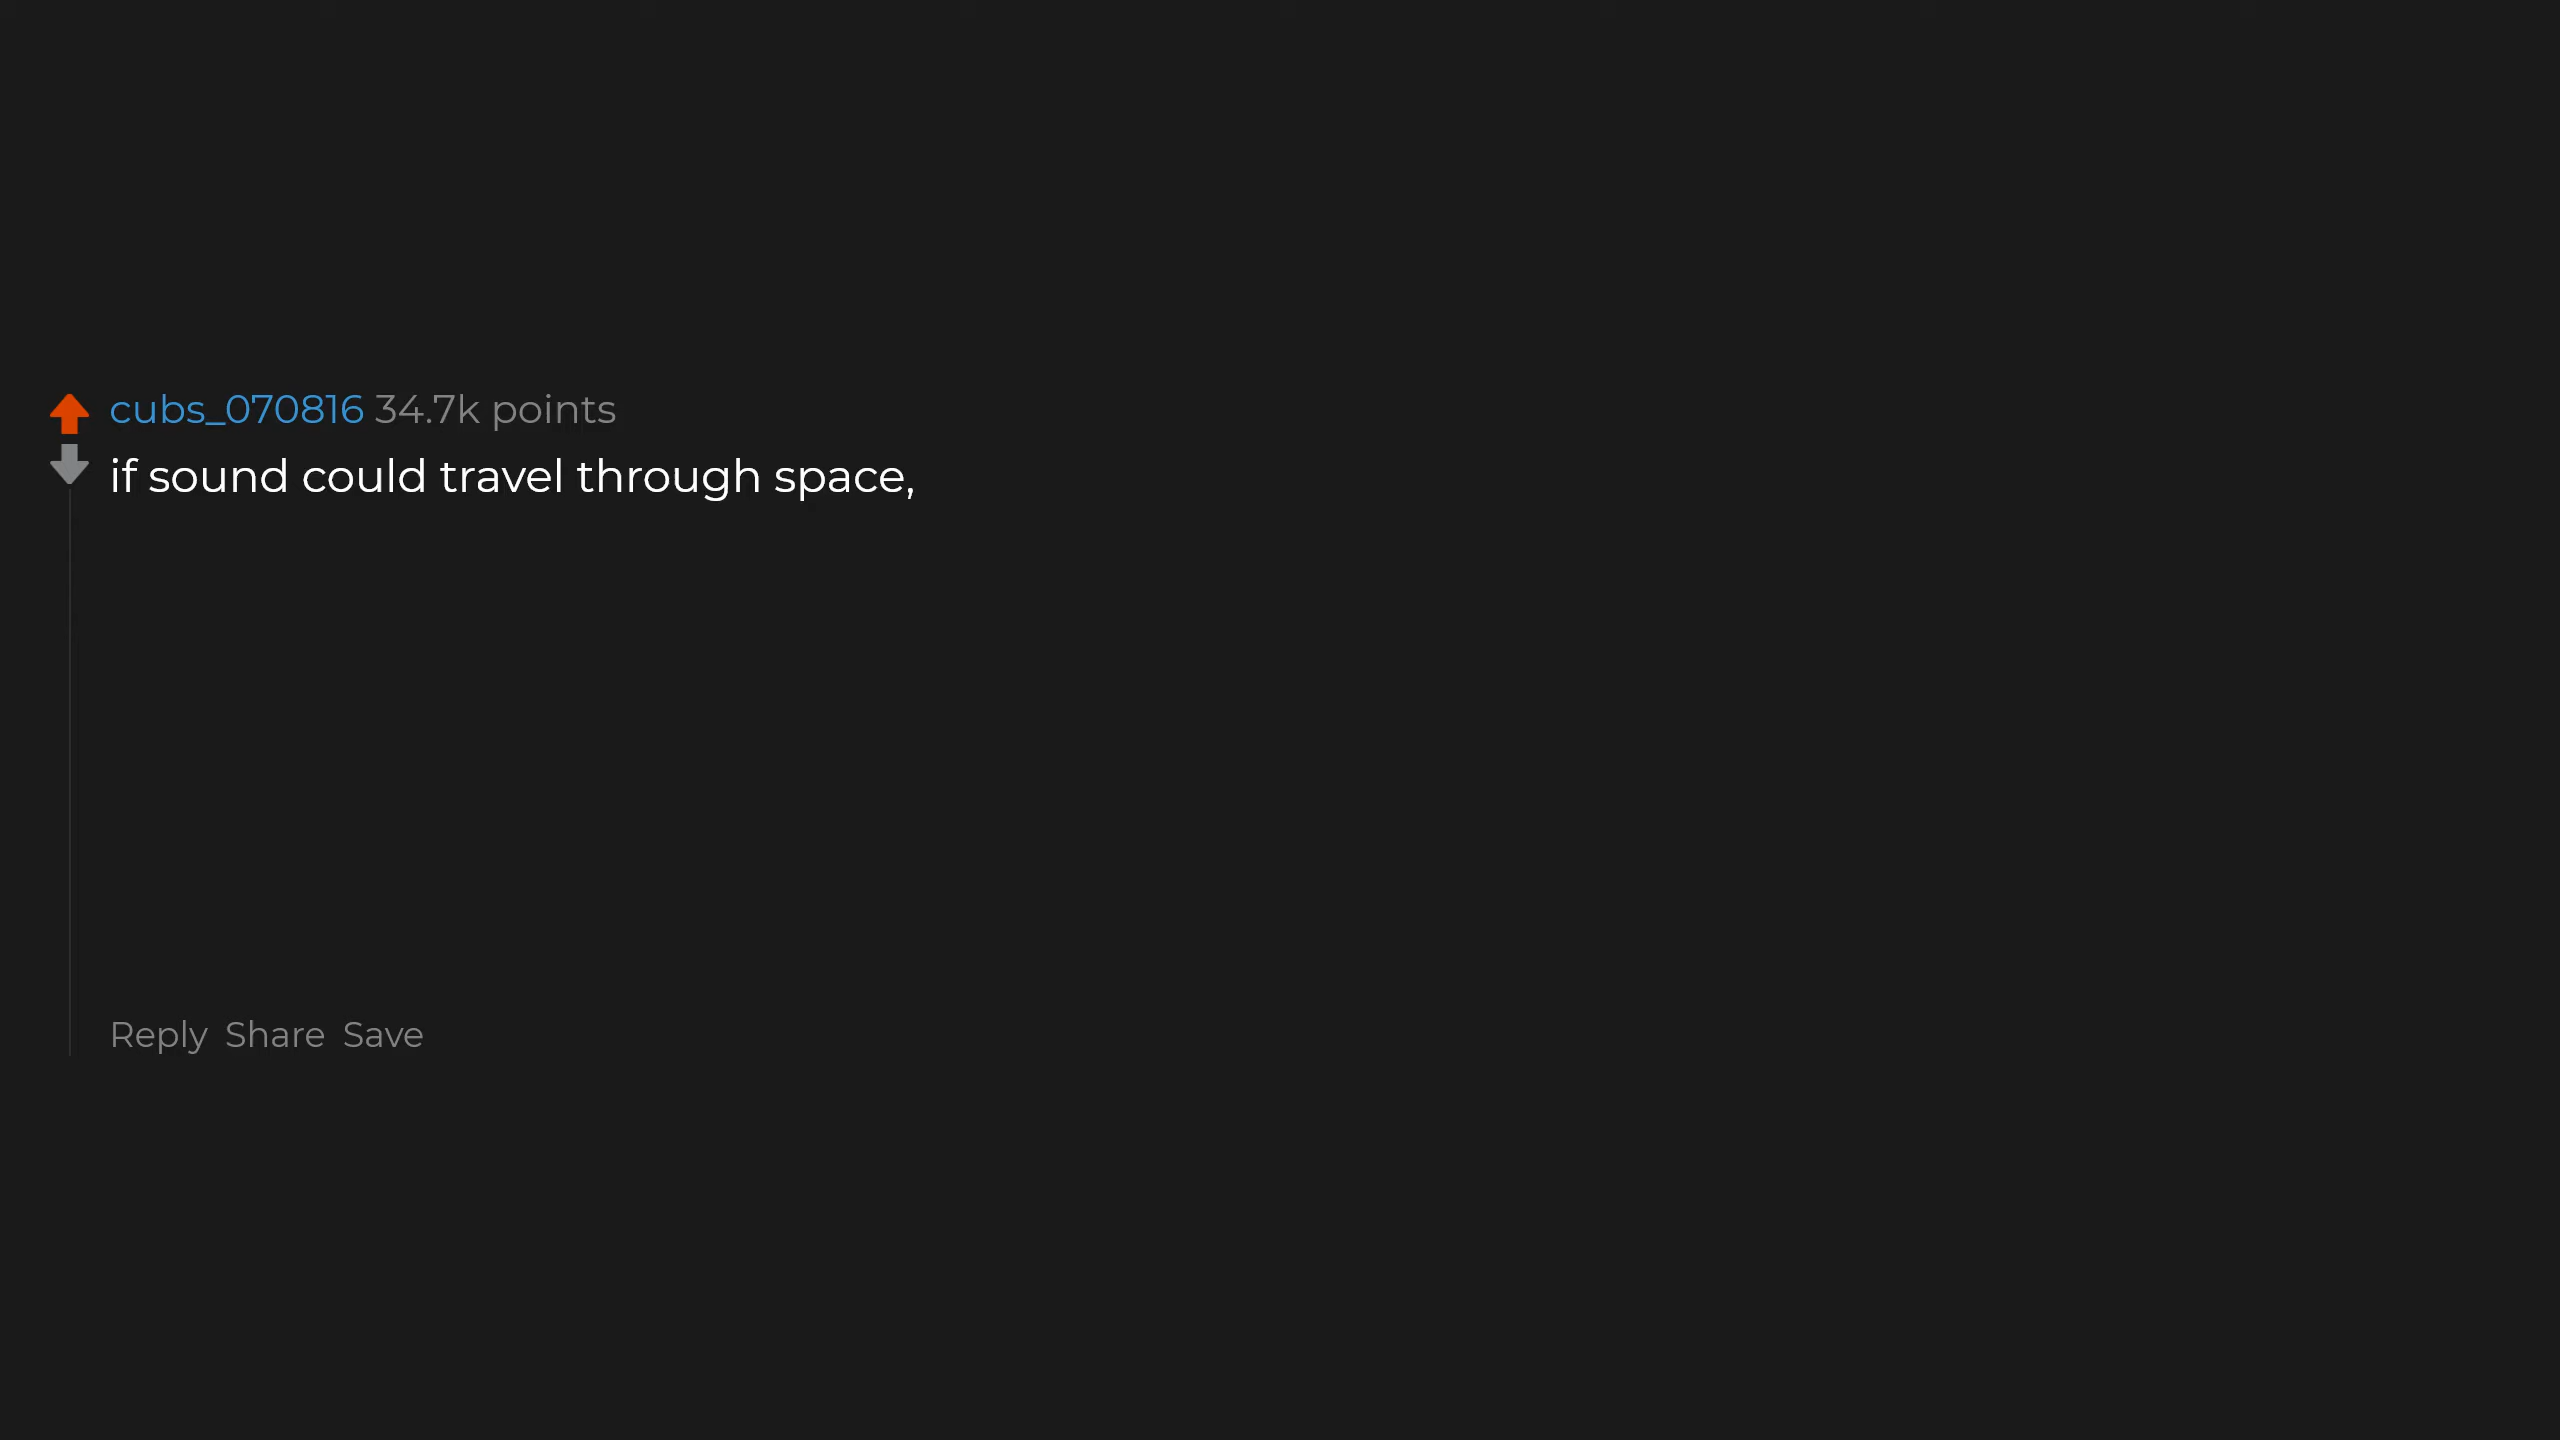 cubs_070816 34.7k points
if sound could travel through space,
Reply Share Save